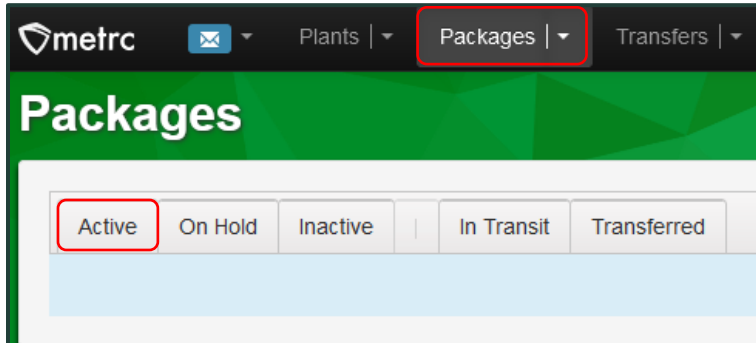 metrc Plants | Packages | Transfers |
Packages
Active On Hold Inactive | In Transit Transferred